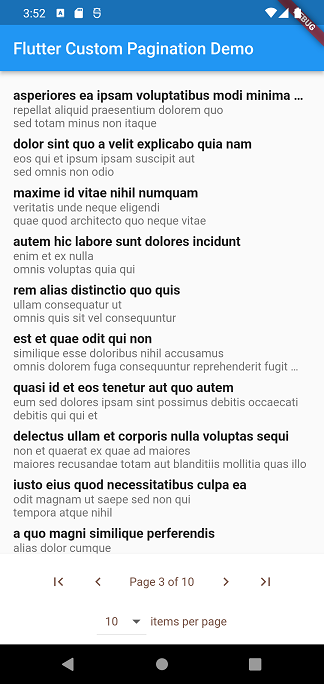 3:52
DEBUG
Flutter Custom Pagination Demo
asperiores ea ipsam voluptatibus modi minima ...
repellat aliquid praesentium dolorem quo
sed totam minus non itaque
dolor sint quo a velit explicabo quia nam
eos qui et ipsum ipsam suscipit aut
sed omnis non odio
maxime id vitae nihil numquam
veritatis unde neque eligendi
quae quod architecto quo neque vitae
autem hic labore sunt dolores incidunt
enim et ex nulla
omnis voluptas quia qui
rem alias distinctio quo quis
ullam consequatur ut
omnis quis sit vel consequuntur
est et quae odit qui non
similique esse doloribus nihil accusamus
omnis dolorem fuga consequuntur reprehenderit fugit ...
quasi id et eos tenetur aut quo autem
eum sed dolores ipsam sint possimus debitis occaecati
debitis qui qui et
delectus ullam et corporis nulla voluptas sequi
non et quaerat ex quae ad maiores
maiores recusandae totam aut blanditiis mollitia quas illo
iusto eius quod necessitatibus culpa ea
odit magnam ut saepe sed non qui
tempora atque nihil
a quo magni similique perferendis
alias dolor cumque
Page 3 of 10
10 items per page